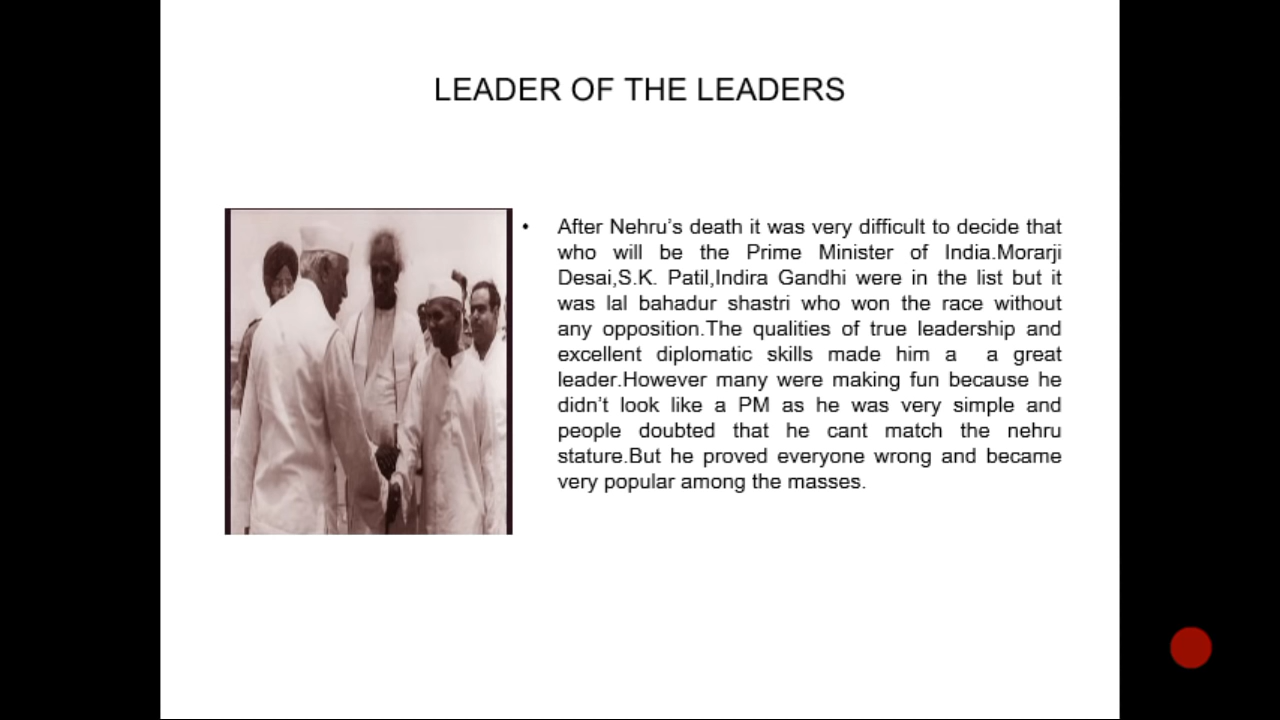 LEADER OF THE LEADERS
• After Nehru’s death it was very difficult to decide that
who will be the Prime Minister of India.Morarji
Desai,S.K. Patil,Indira Gandhi were in the list but it
was lal bahadur shastri who won the race without
any opposition.The qualities of true leadership and
excellent diplomatic skills made him a  a great
leader.However many were making fun because he
didn’t look like a PM as he was very simple and
people doubted that he cant match the nehru
stature.But he proved everyone wrong and became
very popular among the masses.